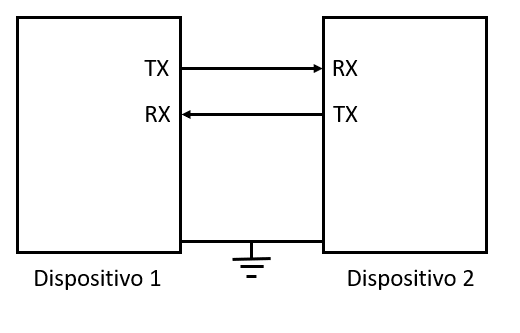 TX RX
RX TX
Dispositivo 1 Dispositivo 2